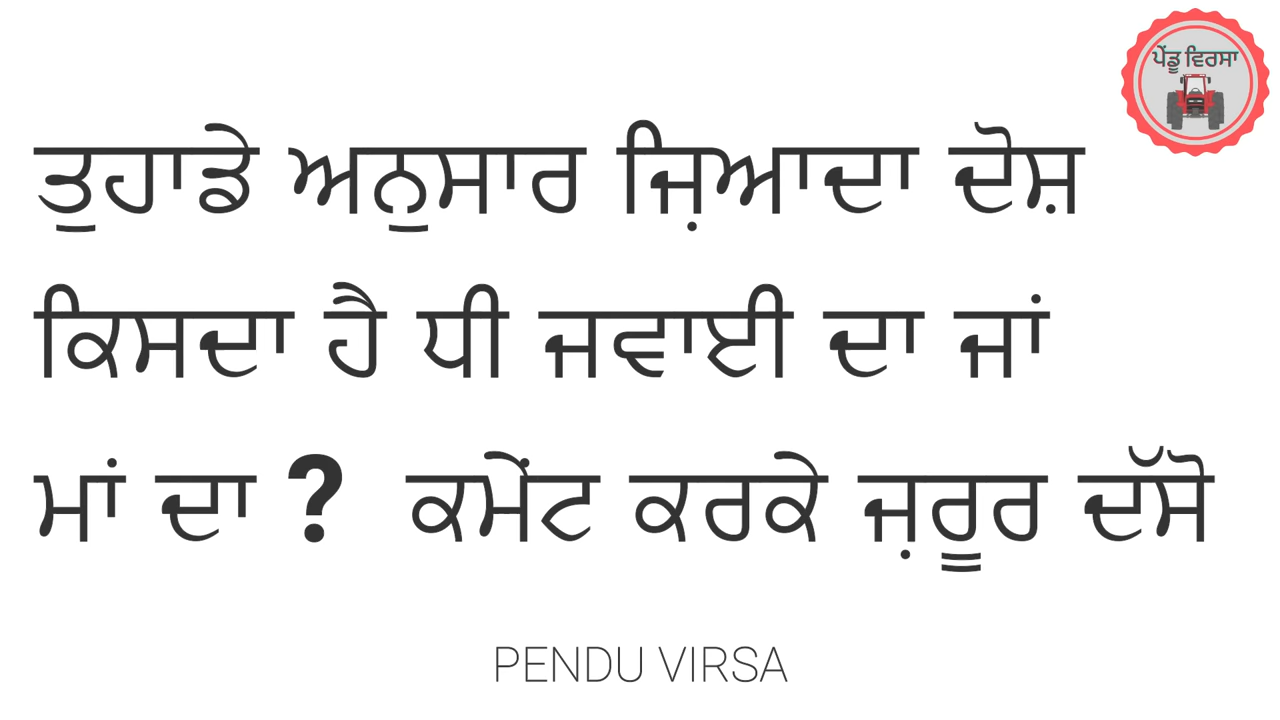 ਪੇਂਡੂ ਵਿਰਸਾ
ਤੁਹਾਡੇ ਅਨੁਸਾਰ ਜ਼ਿਆਦਾ ਦੋਸ਼
ਕਿਸਦਾ ਹੈ ਧੀ ਜਵਾਈ ਦਾ ਜਾਂ
ਮਾਂ ਦਾ ? ਕਮੇਂਟ ਕਰਕੇ ਜ਼ਰੂਰ ਦੱਸੋ
PENDU VIRSA